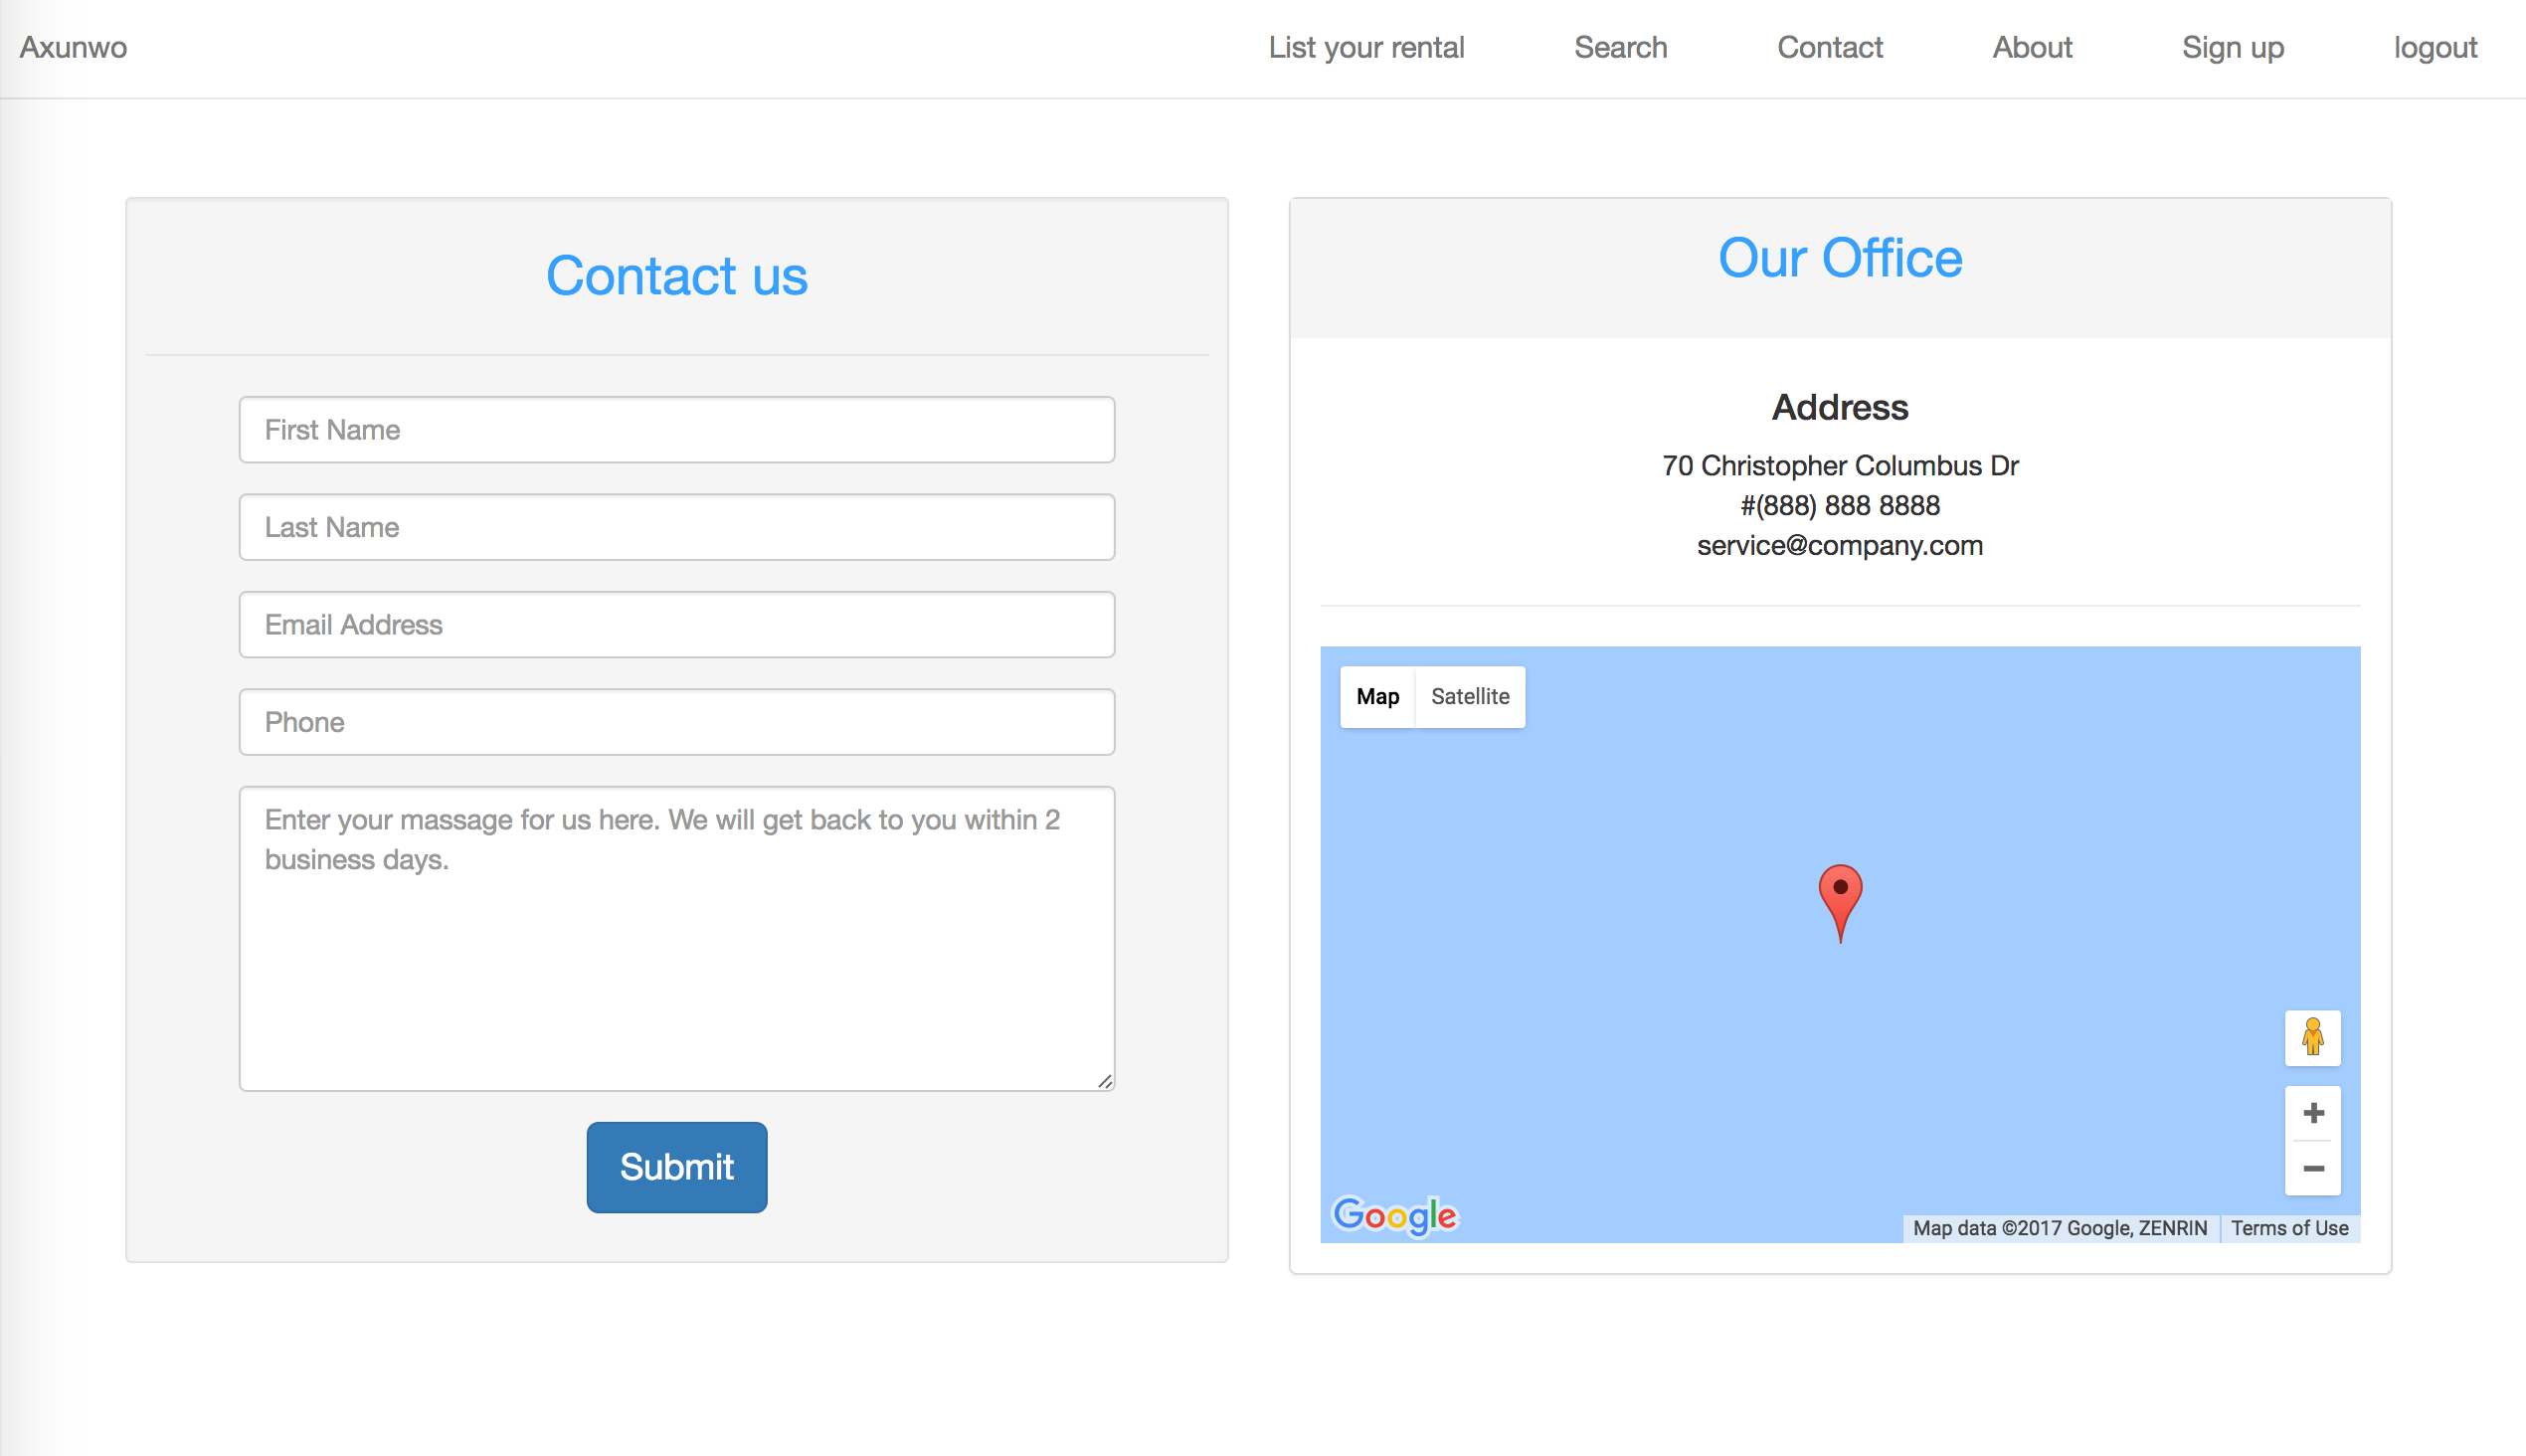 Axunwo
List your rental
Search
Contact
About
Sign up
logout
Contact us
First Name
Last Name
Email Address
Phone
Enter your massage for us here. We will get back to you within 2
business days.
Submit
Our Office
Address
70 Christopher Columbus Dr
#(888) 888 8888
service@company.com
Map
Satellite
Google
Map data ©2017 Google, ZENRIN
Terms of Use